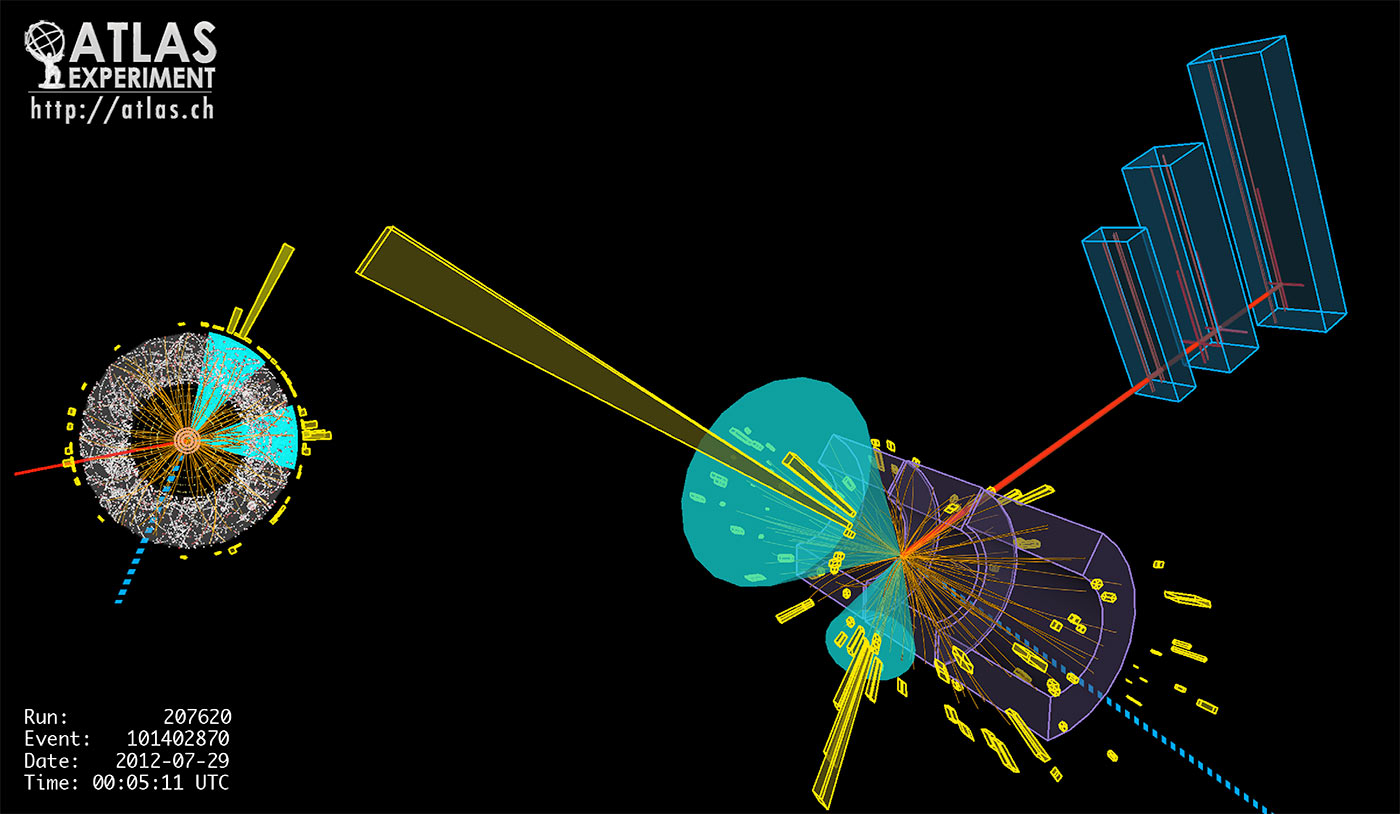 ATLAS
EXPERIMENT
http://atlas.ch
Run: 207620
Event: 101402870
Date: 2012-07-29
Time: 00:05:11 UTC